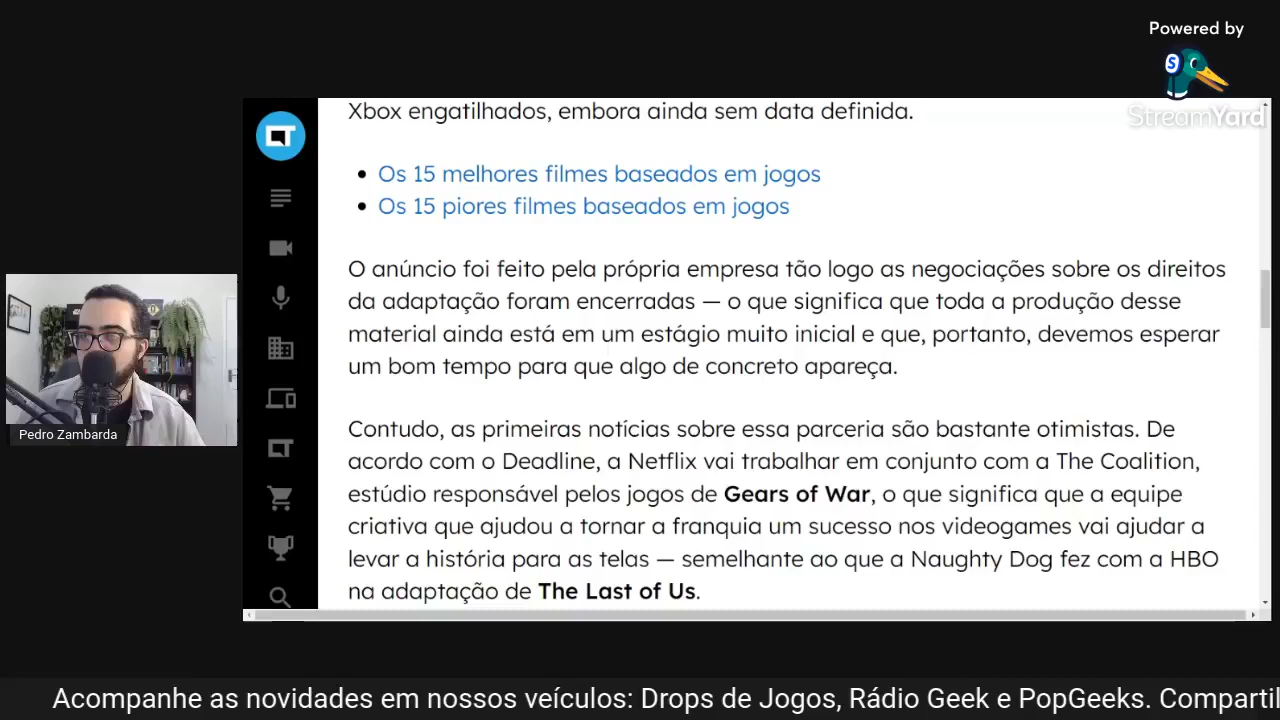 Powered by
StreamYard
Xbox engatilhados, embora ainda sem data definida.
Os 15 melhores filmes baseados em jogos
Os 15 piores filmes baseados em jogos
O anúncio foi feito pela própria empresa tão logo as negociações sobre os direitos
da adaptação foram encerradas — o que significa que toda a produção desse
material ainda está em um estágio muito inicial e que, portanto, devemos esperar
um bom tempo para que algo de concreto apareça.
Contudo, as primeiras notícias sobre essa parceria são bastante otimistas. De
acordo com o Deadline, a Netflix vai trabalhar em conjunto com a The Coalition,
estúdio responsável pelos jogos de Gears of War, o que significa que a equipe
criativa que ajudou a tornar a franquia um sucesso nos videogames vai ajudar a
levar a história para as telas — semelhante ao que a Naughty Dog fez com a HBO
na adaptação de The Last of Us.
Pedro Zambarda
Acompanhe as novidades em nossos veículos: Drops de Jogos, Rádio Geek e PopGeeks. Compartil